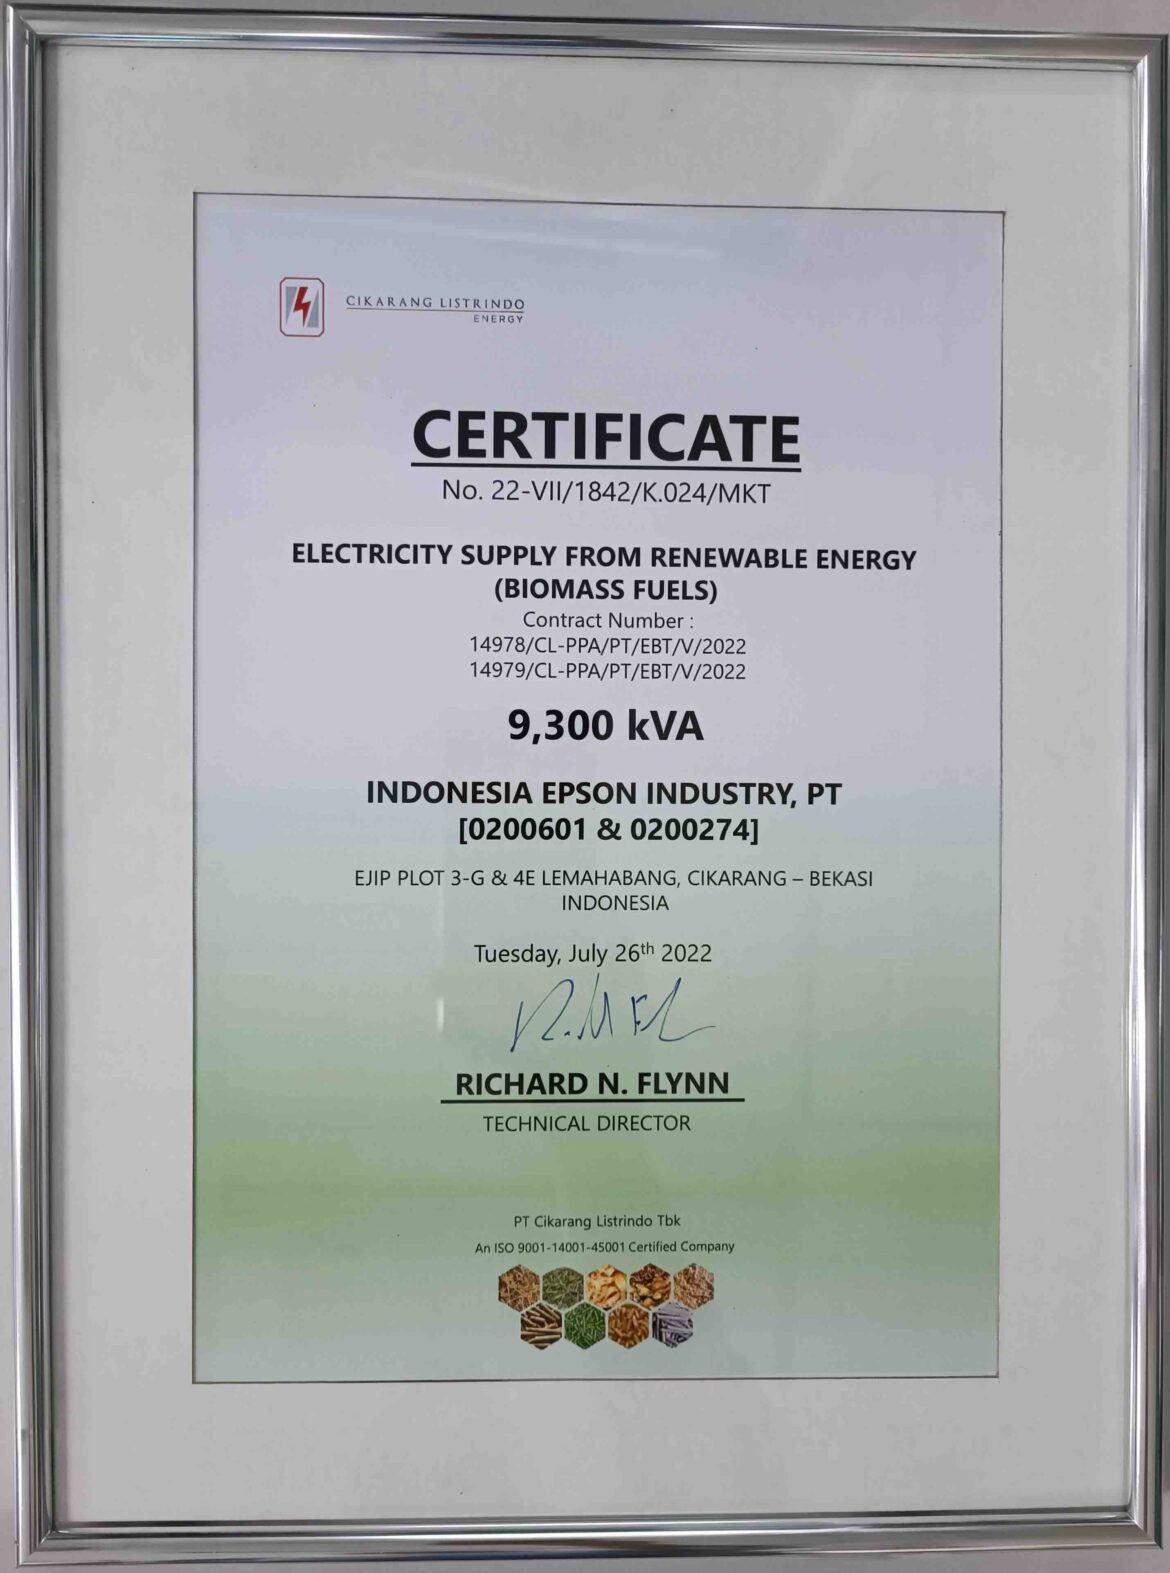 CIKARANG LISTRINDO
ENERGY
CERTIFICATE
No. 22-VII/1842/K.024/MKT
ELECTRICITY SUPPLY FROM RENEWABLE ENERGY
(BIOMASS FUELS)
Contract Number :
14978/CL-PPA/PT/EBT/V/2022
14979/CL-PPA/PT/EBT/V/2022
9,300 kVA
INDONESIA EPSON INDUSTRY, PT
[0200601 & 0200274]
EJIP PLOT 3-G & 4E LEMAHABANG, CIKARANG – BEKASI
INDONESIA
Tuesday, July 26th 2022
RICHARD N. FLYNN
TECHNICAL DIRECTOR
PT Cikarang Listrindo Tbk
An ISO 9001-14001-45001 Certified Company